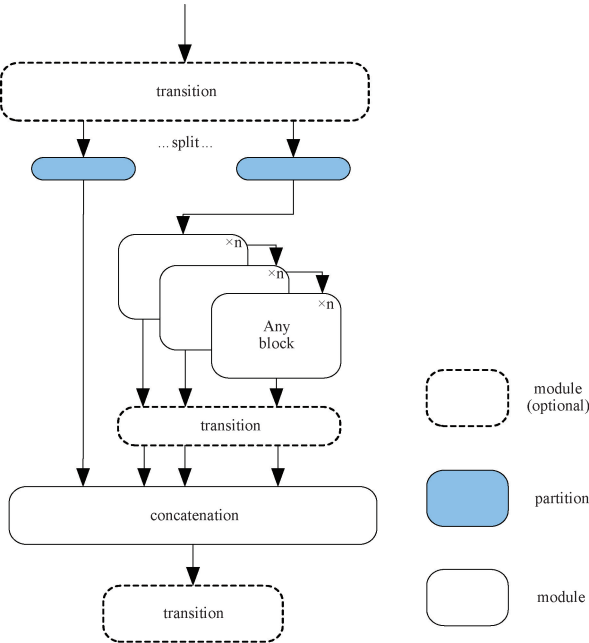 transition
... split ...
×n
×n
×n
Any
block
transition
concatenation
transition
module
(optional)
partition
module